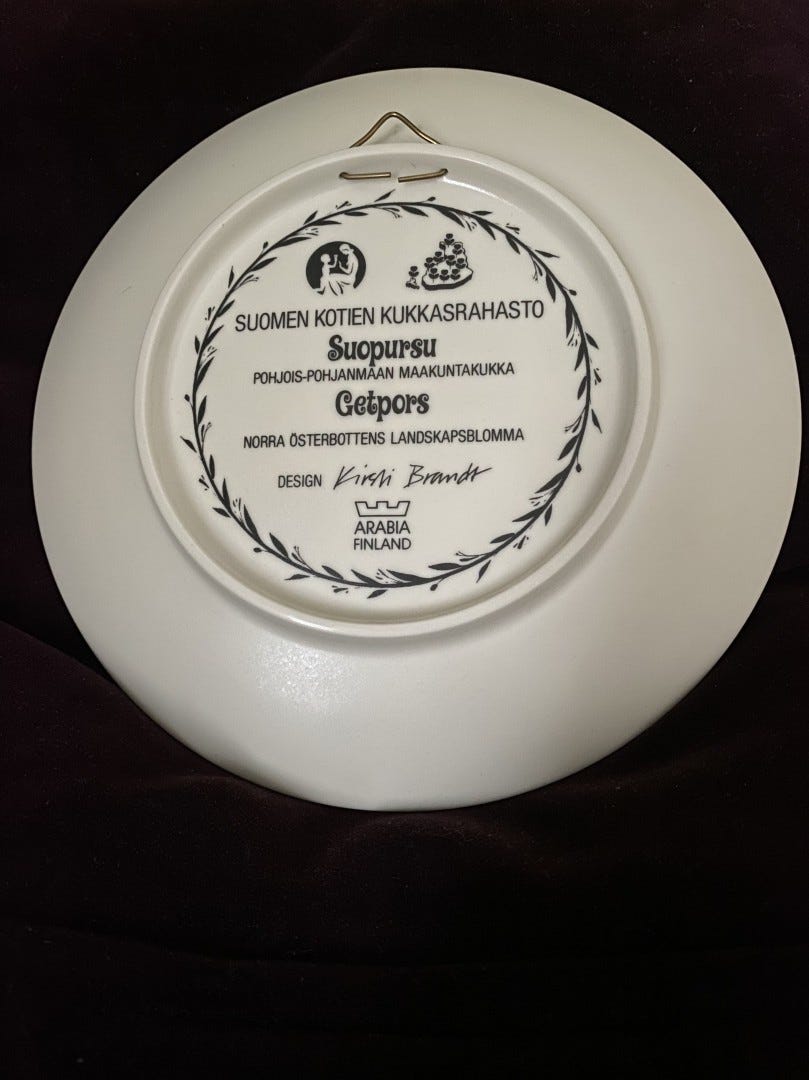 SUOMEN KOTIEN KUKKASRAHASTO
Suopursu
POHJOIS-POHJANMAAN MAAKUNTAKUKKA
Getpors
NORRA ÖSTERBOTTENS LANDSKAPSBLOMMA
DESIGN Kirsti Brandt
ARABIA
FINLAND